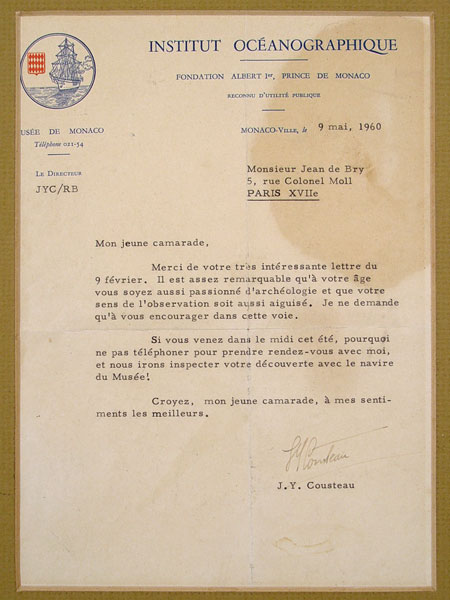 INSTITUT OCÉANOGRAPHIQUE
FONDATION ALBERT Iᵉʳ, PRINCE DE MONACO
RECONNU D'UTILITÉ PUBLIQUE
USÉE DE MONACO
Téléphone 021-54
LE DIRECTEUR
JYC/RB
MONACO-VILLE, le 9 mai, 1960
Monsieur Jean de Bry
5, rue Colonel Moll
PARIS XVIIe
Mon jeune camarade,
Merci de votre très intéressante lettre du
9 février. Il est assez remarquable qu'à votre âge
vous soyez aussi passionné d'archéologie et que votre
sens de l'observation soit aussi aiguisé. Je ne demande
qu'à vous encourager dans cette voie.
Si vous venez dans le midi cet été, pourquoi
ne pas téléphoner pour prendre rendez-vous avec moi,
et nous irons inspecter votre découverte avec le navire
du Musée!
Croyez, mon jeune camarade, à mes senti-
ments les meilleurs.
JYCousteau
J.Y. Cousteau